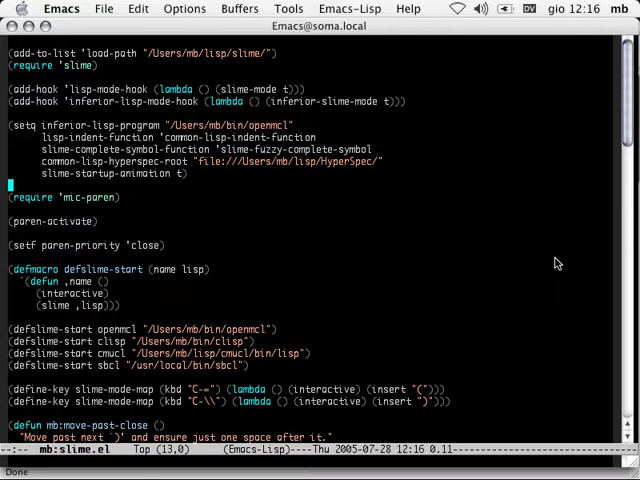 Emacs File Edit Options Buffers Tools Emacs-Lisp Help DV gio 12:16 mb
Emacs@soma.local
(add-to-list 'load-path "/Users/mb/lisp/slime/")
(require 'slime)
(add-hook 'lisp-mode-hook (lambda () (slime-mode t)))
(add-hook 'inferior-lisp-mode-hook (lambda () (inferior-slime-mode t)))
(setq inferior-lisp-program "/Users/mb/bin/openmcl"
lisp-indent-function 'common-lisp-indent-function
slime-complete-symbol-function 'slime-fuzzy-complete-symbol
common-lisp-hyperspec-root "file:///Users/mb/lisp/HyperSpec/"
slime-startup-animation t)
(require 'mic-paren)
(paren-activate)
(setf paren-priority 'close)
(defmacro defslime-start (name lisp)
`(defun ,name ()
(interactive)
(slime ,lisp)))
(defslime-start openmcl "/Users/mb/bin/openmcl")
(defslime-start clisp "/Users/mb/bin/clisp")
(defslime-start cmucl "/Users/mb/lisp/cmucl/bin/lisp")
(defslime-start sbcl "/usr/local/bin/sbcl")
(define-key slime-mode-map (kbd "C-=") (lambda () (interactive) (insert "(")))
(define-key slime-mode-map (kbd "C-\\") (lambda () (interactive) (insert ")")))
(defun mb:move-past-close ()
"Move past next `)' and ensure just one space after it."
--:-- mb:slime.el Top (13,0) (Emacs-Lisp) Thu 2005-07-28 12:16 0.11
Done